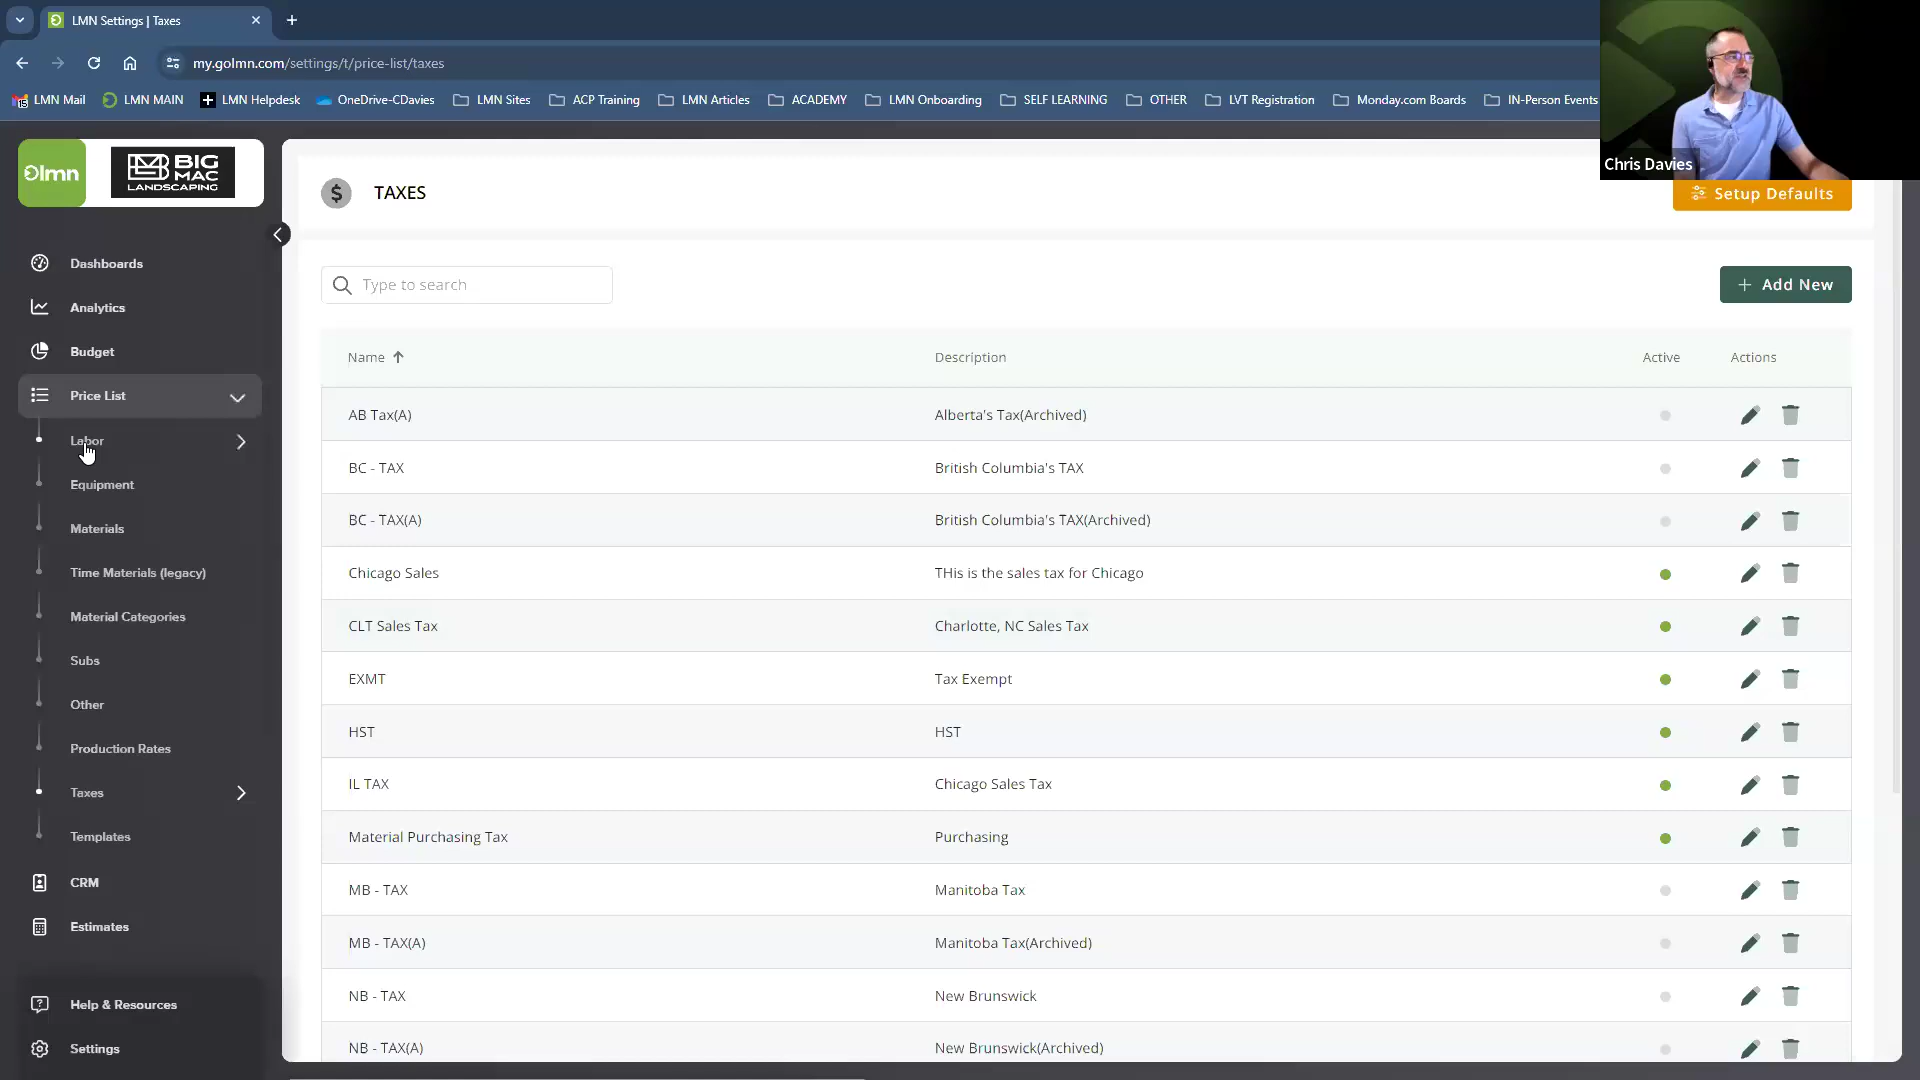 LMN Settings | Taxes
my.golmn.com/settings/t/price-list/taxes
15
LMN Mail
LMN MAIN
LMN Helpdesk
OneDrive-CDavies
LMN Sites
ACP Training
LMN Articles
ACADEMY
LMN Onboarding
SELF LEARNING
OTHER
LVT Registration
Monday.com Boards
IN-Person Events
Chris Davies
lmn
BIG
MAC
LANDSCAPING
Dashboards
Analytics
Budget
Price List
Labor
Equipment
Materials
Time Materials (legacy)
Material Categories
Subs
Other
Production Rates
Taxes
Templates
CRM
Estimates
Help & Resources
Settings
$ TAXES
Setup Defaults
Type to search
+ Add New
Name Description Active Actions
AB Tax(A) Alberta's Tax(Archived)
BC - TAX British Columbia's TAX
BC - TAX(A) British Columbia's TAX(Archived)
Chicago Sales THis is the sales tax for Chicago
CLT Sales Tax Charlotte, NC Sales Tax
EXMT Tax Exempt
HST HST
IL TAX Chicago Sales Tax
Material Purchasing Tax Purchasing
MB - TAX Manitoba Tax
MB - TAX(A) Manitoba Tax(Archived)
NB - TAX New Brunswick
NB - TAX(A) New Brunswick(Archived)